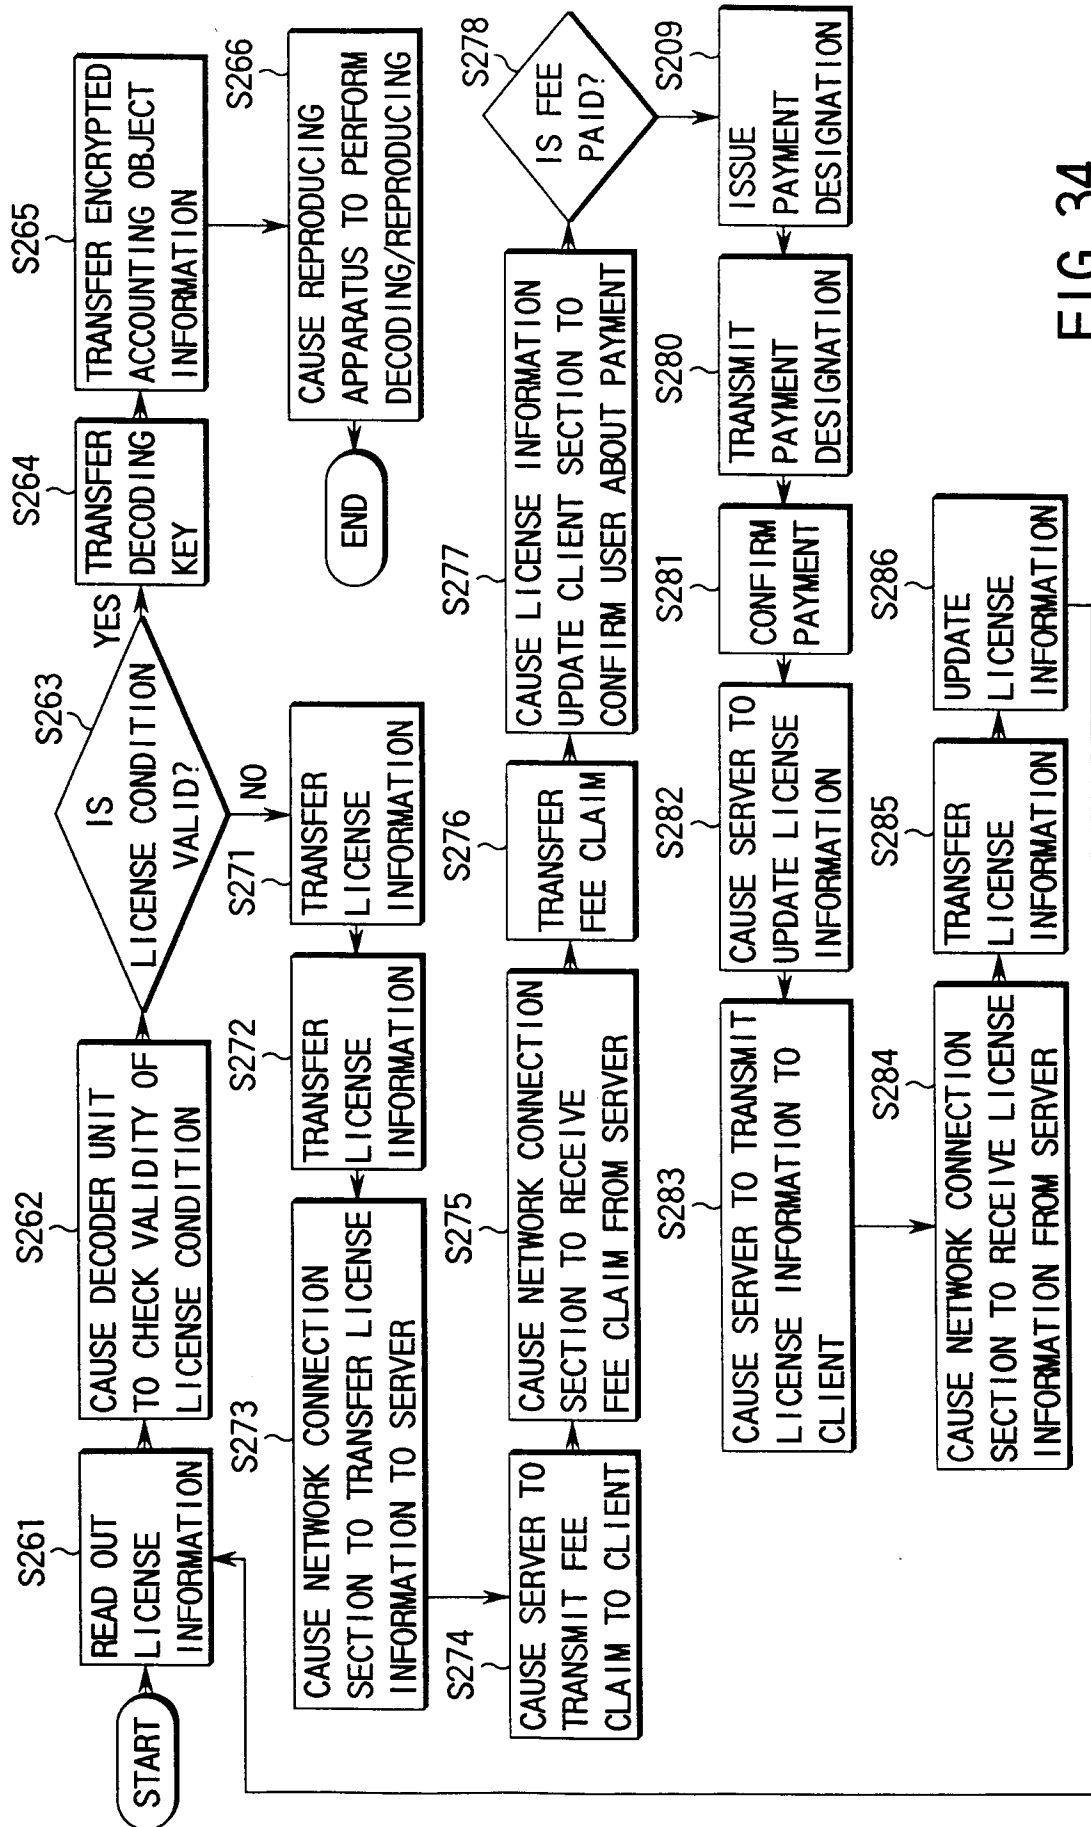 START
S261
READ OUT
LICENSE
INFORMATION
S262
CAUSE DECODER UNIT
TO CHECK VALIDITY OF
LICENSE CONDITION
S263
IS
LICENSE CONDITION
VALID?
YES
NO
S264
TRANSFER
DECODING
KEY
S265
TRANSFER ENCRYPTED
ACCOUNTING OBJECT
INFORMATION
S266
CAUSE REPRODUCING
APPARATUS TO PERFORM
DECODING/REPRODUCING
END
S271
TRANSFER
LICENSE
INFORMATION
S272
TRANSFER
LICENSE
INFORMATION
S273
CAUSE NETWORK CONNECTION
SECTION TO TRANSFER LICENSE
INFORMATION TO SERVER
S274
CAUSE SERVER TO
TRANSMIT FEE
CLAIM TO CLIENT
S275
CAUSE NETWORK CONNECTION
SECTION TO RECEIVE
FEE CLAIM FROM SERVER
S276
TRANSFER
FEE CLAIM
S277
CAUSE LICENSE INFORMATION
UPDATE CLIENT SECTION TO
CONFIRM USER ABOUT PAYMENT
S278
IS FEE
PAID?
S209
ISSUE
PAYMENT
DESIGNATION
S280
TRANSMIT
PAYMENT
DESIGNATION
S281
CONFIRM
PAYMENT
S282
CAUSE SERVER TO
UPDATE LICENSE
INFORMATION
S283
CAUSE SERVER TO TRANSMIT
LICENSE INFORMATION TO
CLIENT
S284
CAUSE NETWORK CONNECTION
SECTION TO RECEIVE LICENSE
INFORMATION FROM SERVER
S285
TRANSFER
LICENSE
INFORMATION
S286
UPDATE
LICENSE
INFORMATION
FIG. 34